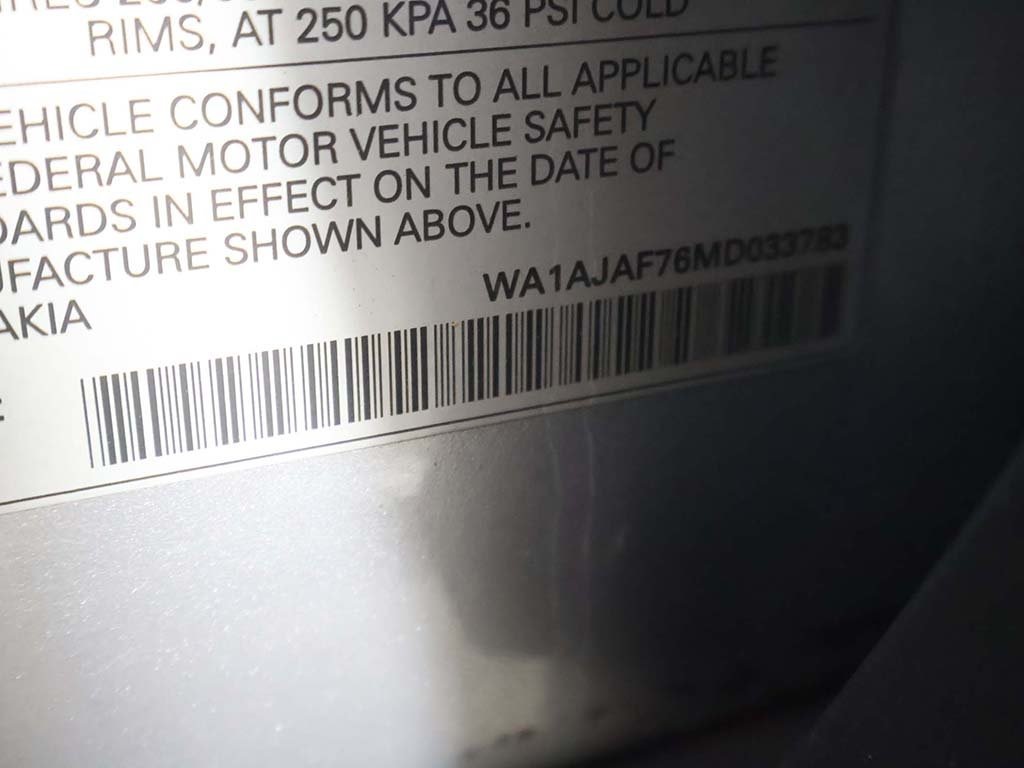 RIMS, AT 250 KPA 36 PSI COLD
EHICLE CONFORMS TO ALL APPLICABLE
EDERAL MOTOR VEHICLE SAFETY
DARDS IN EFFECT ON THE DATE OF
UFACTURE SHOWN ABOVE.
AKIA
WA1AJAF76MD033783